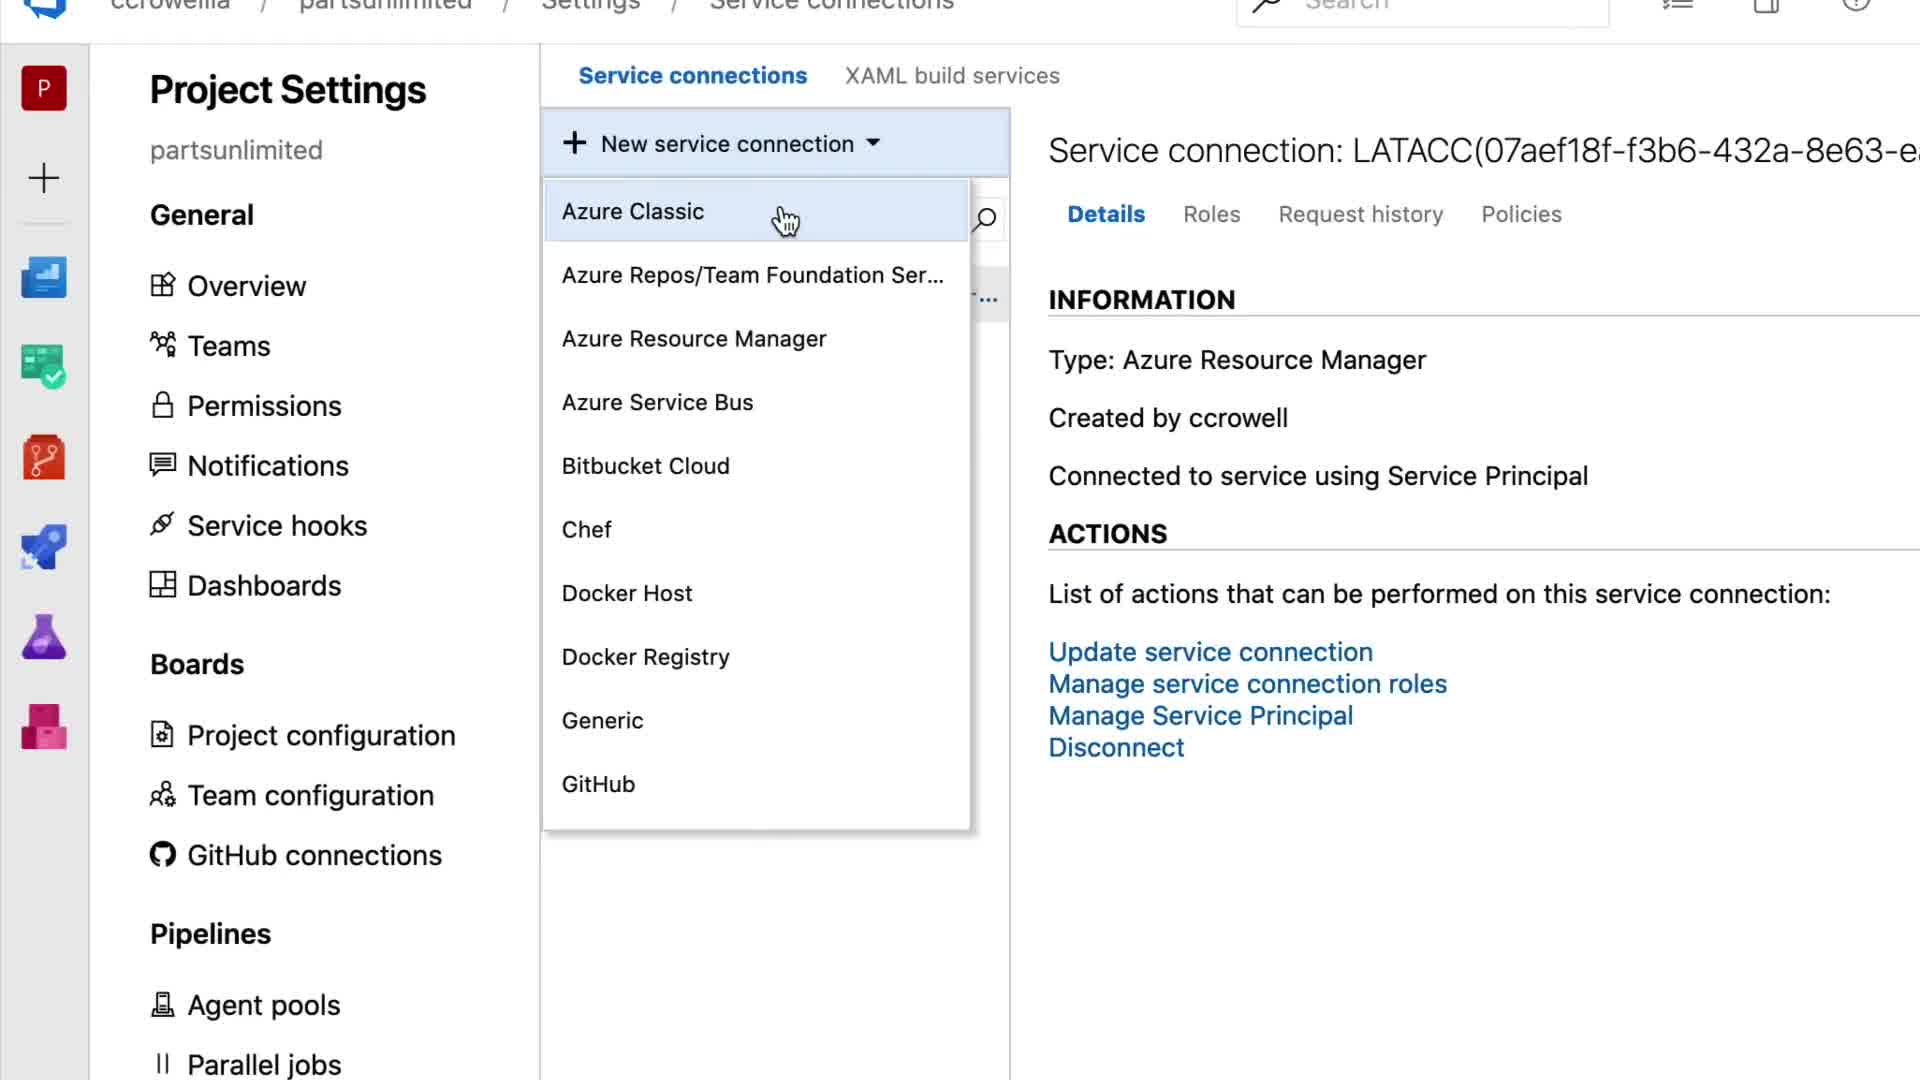 ccrowellla / partsunlimited / Settings / Service connections
Search
P
Project Settings
partsunlimited
General
Overview
Teams
Permissions
Notifications
Service hooks
Dashboards
Boards
Project configuration
Team configuration
GitHub connections
Pipelines
Agent pools
Parallel jobs
Service connections
XAML build services
New service connection
Azure Classic
Azure Repos/Team Foundation Ser...
Azure Resource Manager
Azure Service Bus
Bitbucket Cloud
Chef
Docker Host
Docker Registry
Generic
GitHub
Service connection: LATACC(07aef18f-f3b6-432a-8e63-ea
Details
Roles
Request history
Policies
INFORMATION
Type: Azure Resource Manager
Created by ccrowell
Connected to service using Service Principal
ACTIONS
List of actions that can be performed on this service connection:
Update service connection
Manage service connection roles
Manage Service Principal
Disconnect